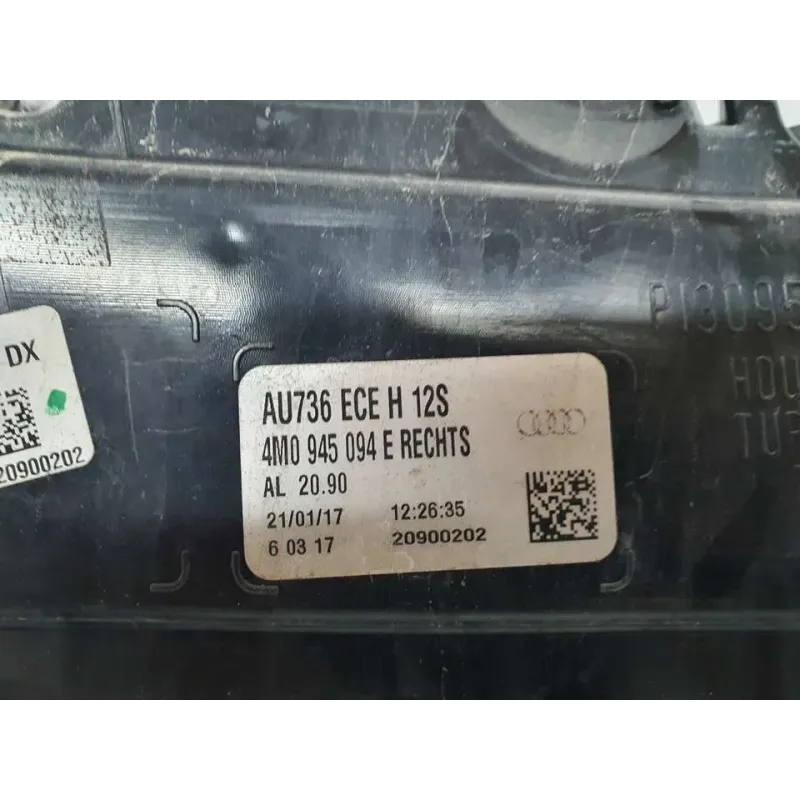 DX
20900202
AU736 ECE H 12S
4M0 945 094 E RECHTS
AL 20.90
21/01/17 12:26:35
6 03 17 20900202